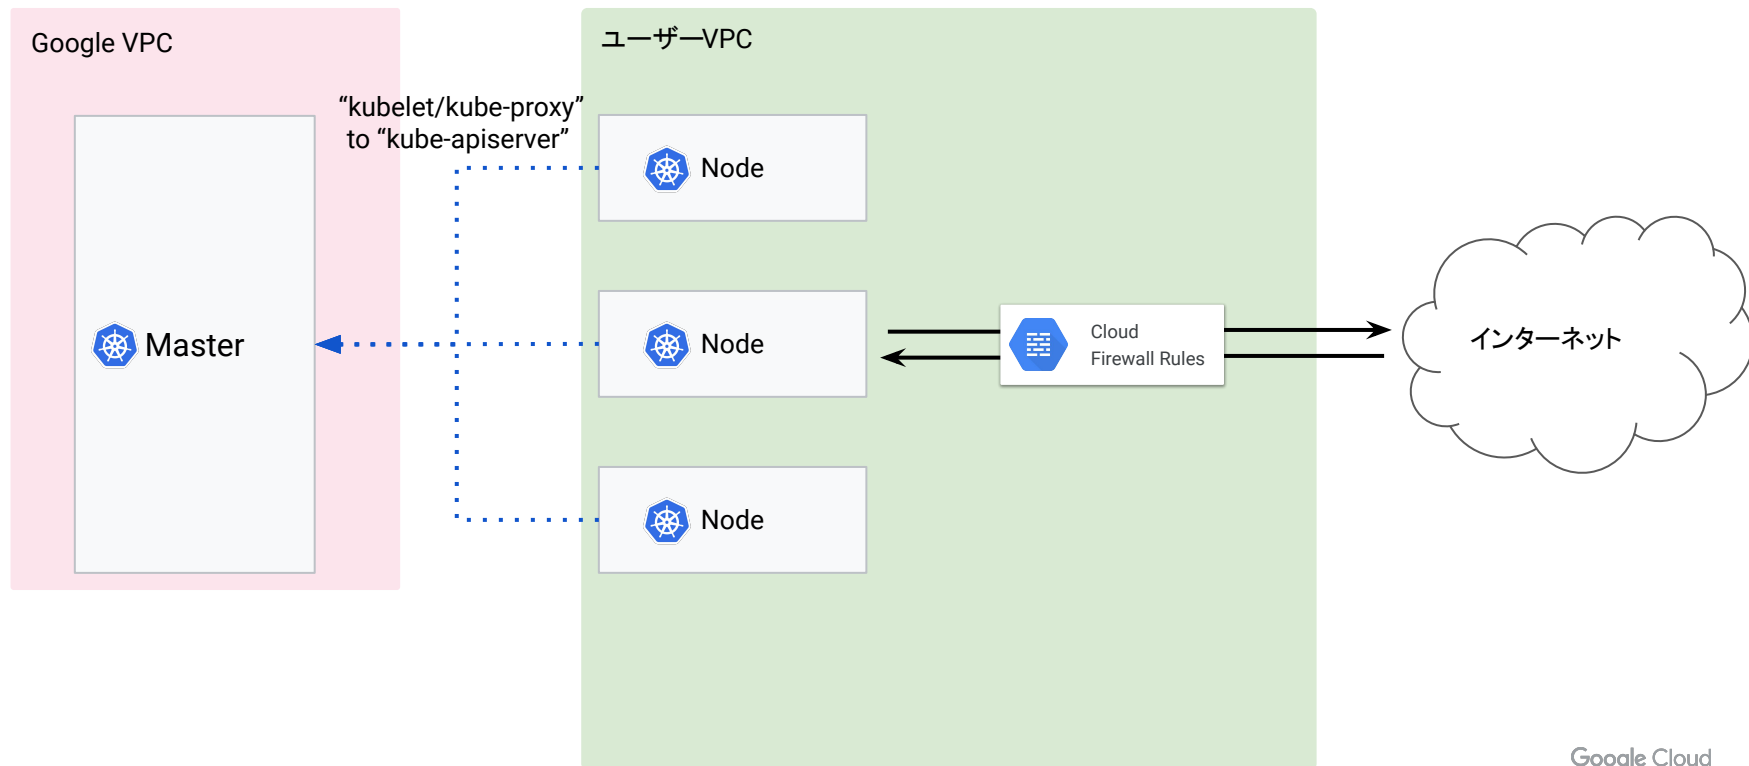 Google VPC
ユーザーVPC
“kubelet/kube-proxy”
to “kube-apiserver”
Node
Master
Node
Cloud
Firewall Rules
インターネット
Node
Google Cloud